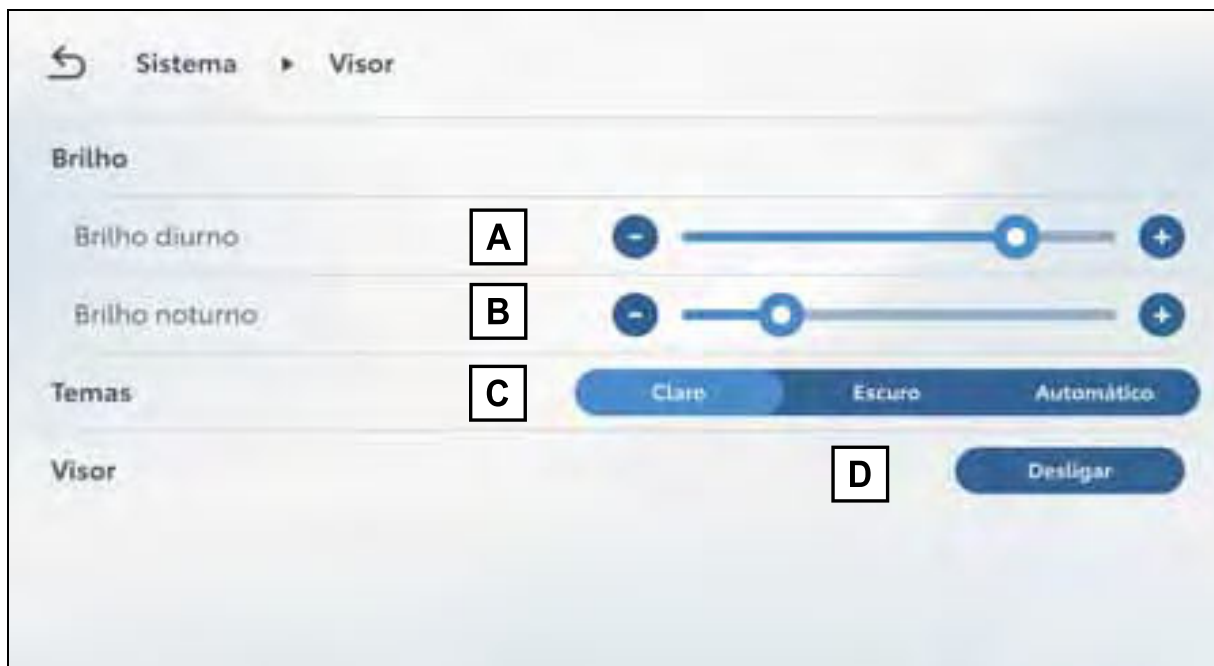 Sistema ▸ Visor
Brilho
Brilho diurno A - +
Brilho noturno B - +
Temas C Claro Escuro Automático
Visor D Desligar